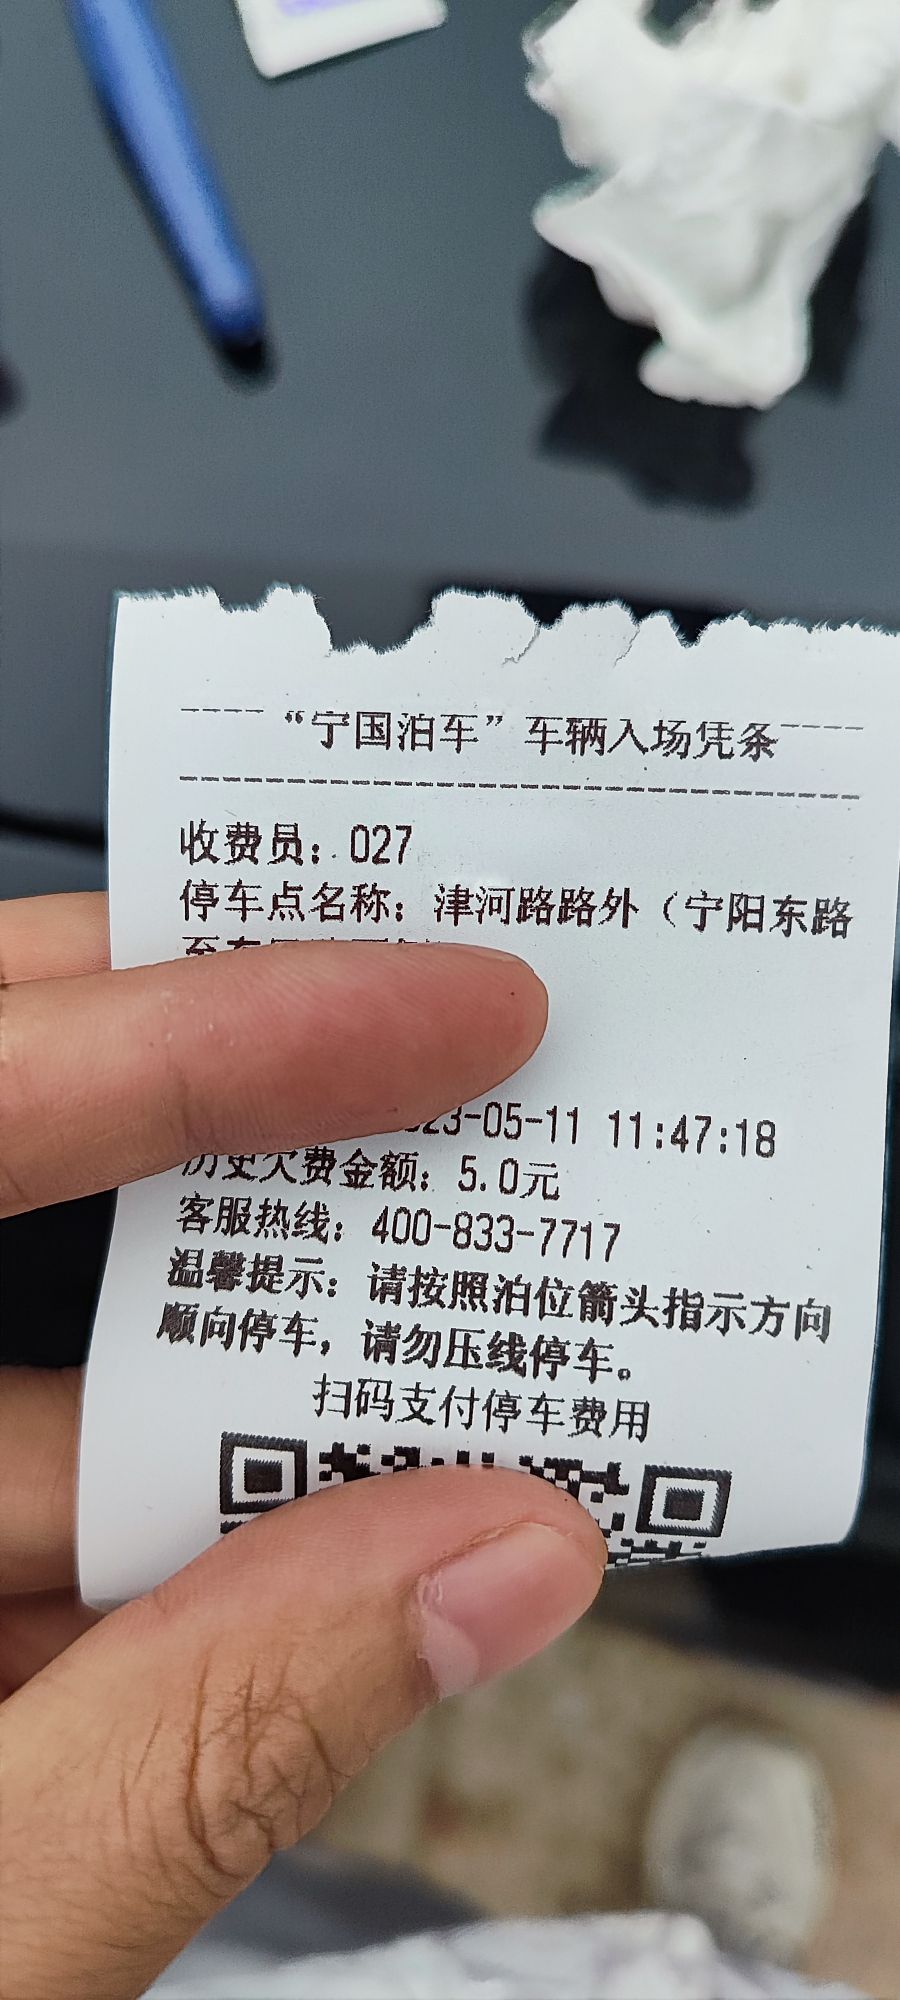 “宁国泊车”车辆入场凭条
收费员：027
停车点名称：津河路路外（宁阳东路
23-05-11 11:47:18
历史欠费金额：5.0元
客服热线：400-833-7717
温馨提示：请按照泊位箭头指示方向
顺向停车，请勿压线停车。
扫码支付停车费用